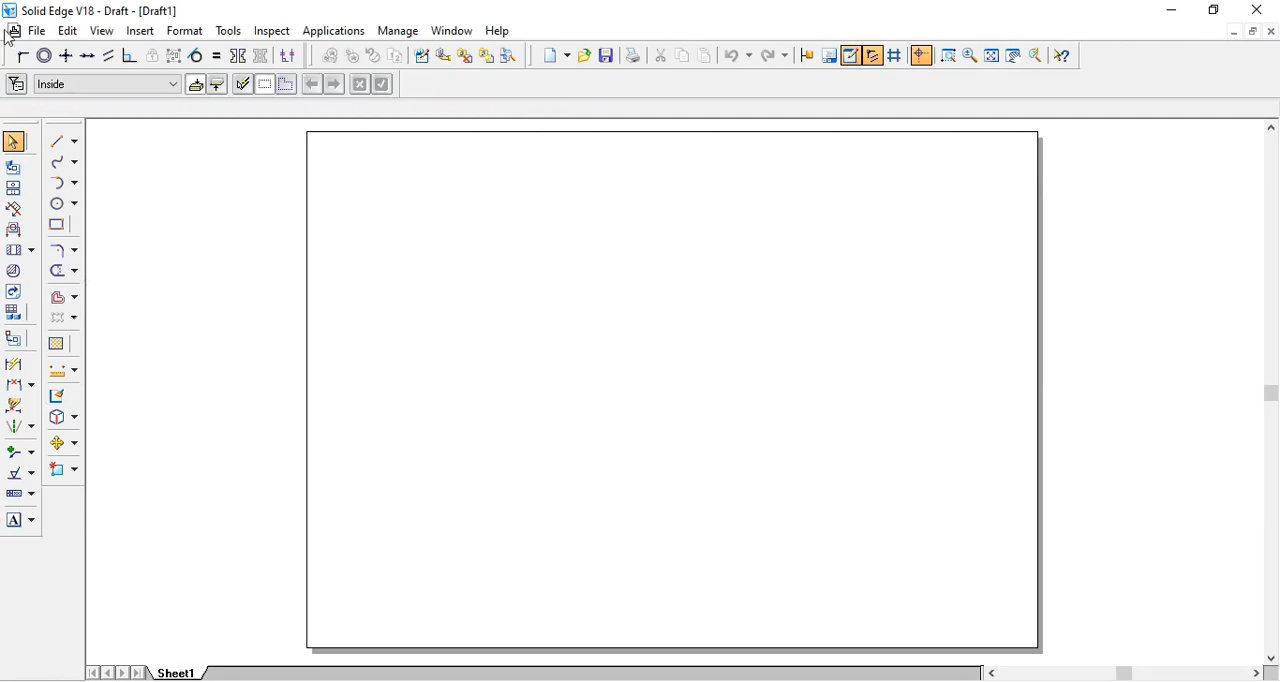 Solid Edge V18 - Draft - [Draft1]
File Edit View Insert Format Tools Inspect Applications Manage Window Help
Inside
A
Sheet1